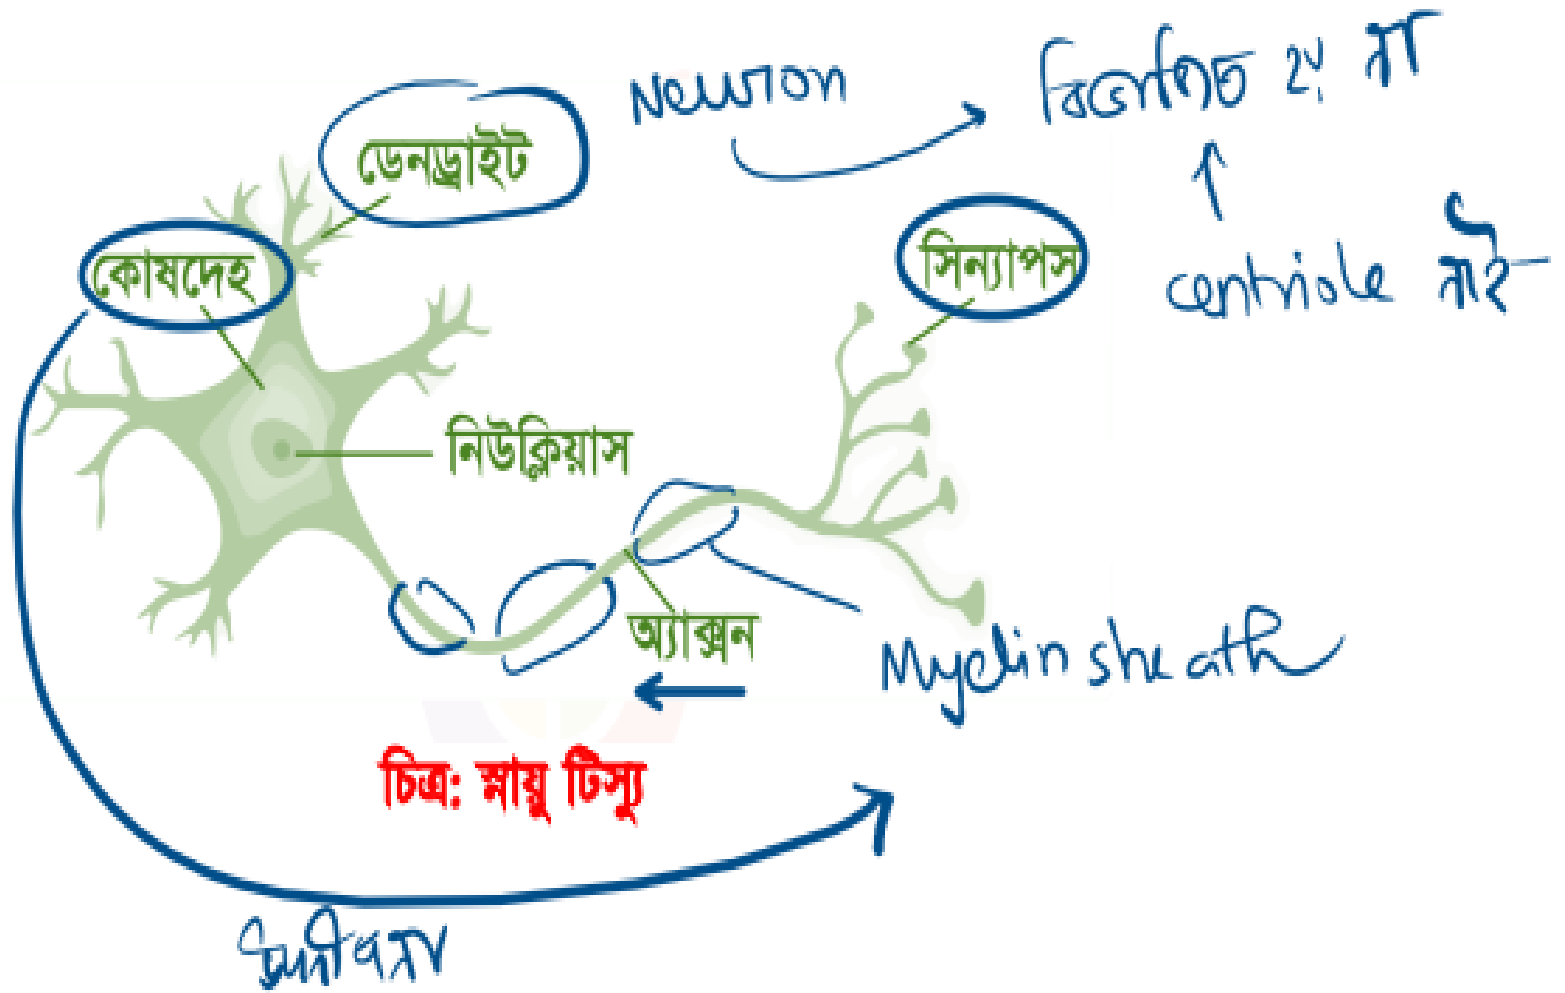 Neuron
বিভাজিত হয় না
ডেনড্রাইট
সিন্যাপস
কোষদেহ
centriole নাই
নিউক্লিয়াস
অ্যাক্সন
Myelin sheath
চিত্র: স্নায়ু টিস্যু